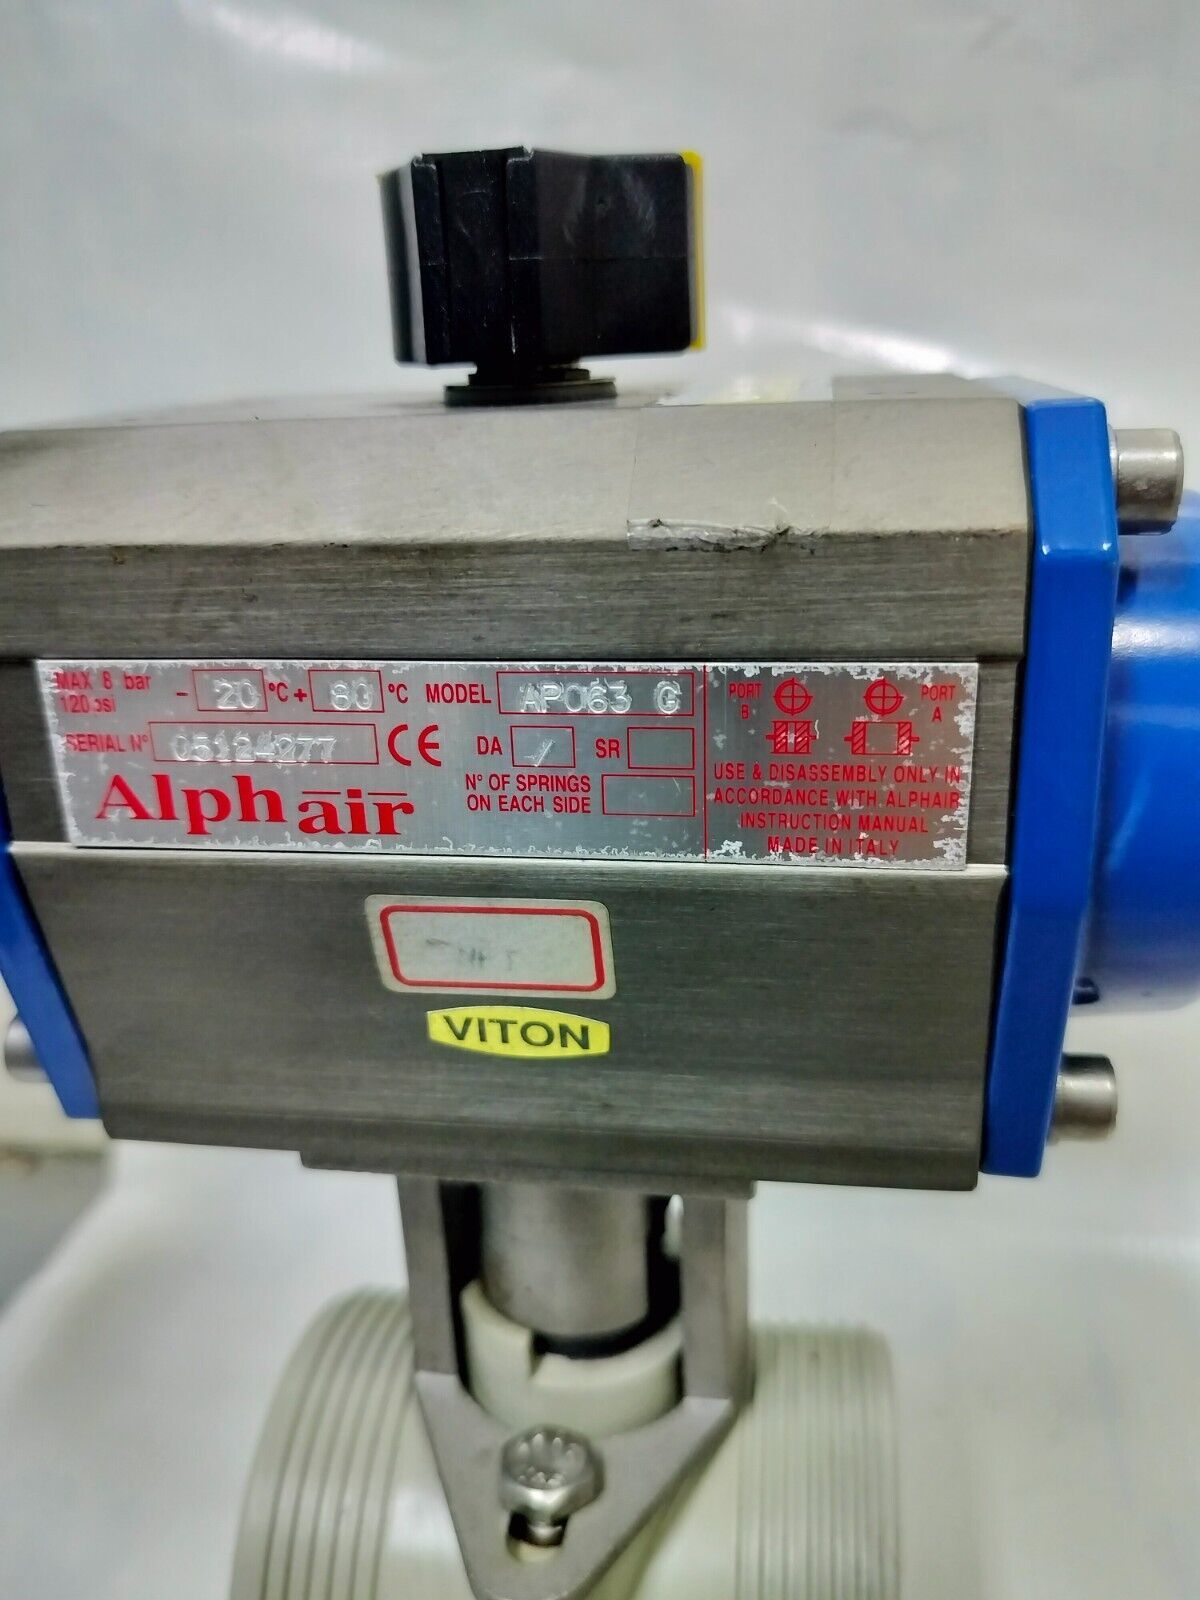 MAX 8 bar - 20 °C + 80 °C MODEL AP063 G
120 psi
SERIAL N° 05124277 CE DA / SR
Alphair
N° OF SPRINGS
ON EACH SIDE
PORT B
PORT A
USE & DISASSEMBLY ONLY IN
ACCORDANCE WITH ALPHAIR
INSTRUCTION MANUAL
MADE IN ITALY
VITON